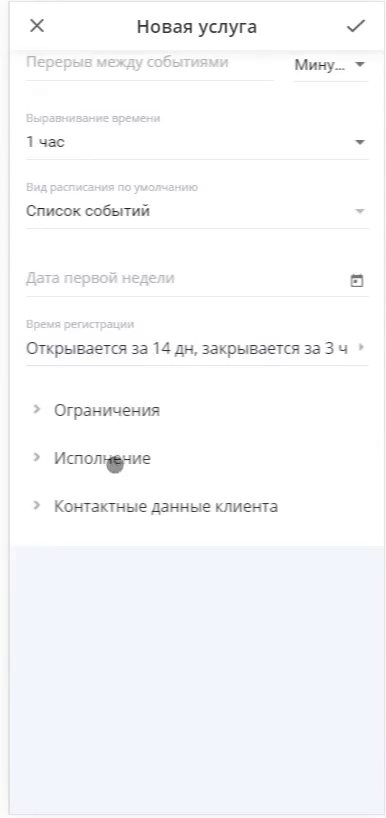 Новая услуга
Перерыв между событиями Мину...
Выравнивание времени
1 час
Вид расписания по умолчанию
Список событий
Дата первой недели
Время регистрации
Открывается за 14 дн, закрывается за 3 ч
Ограничения
Исполнение
Контактные данные клиента